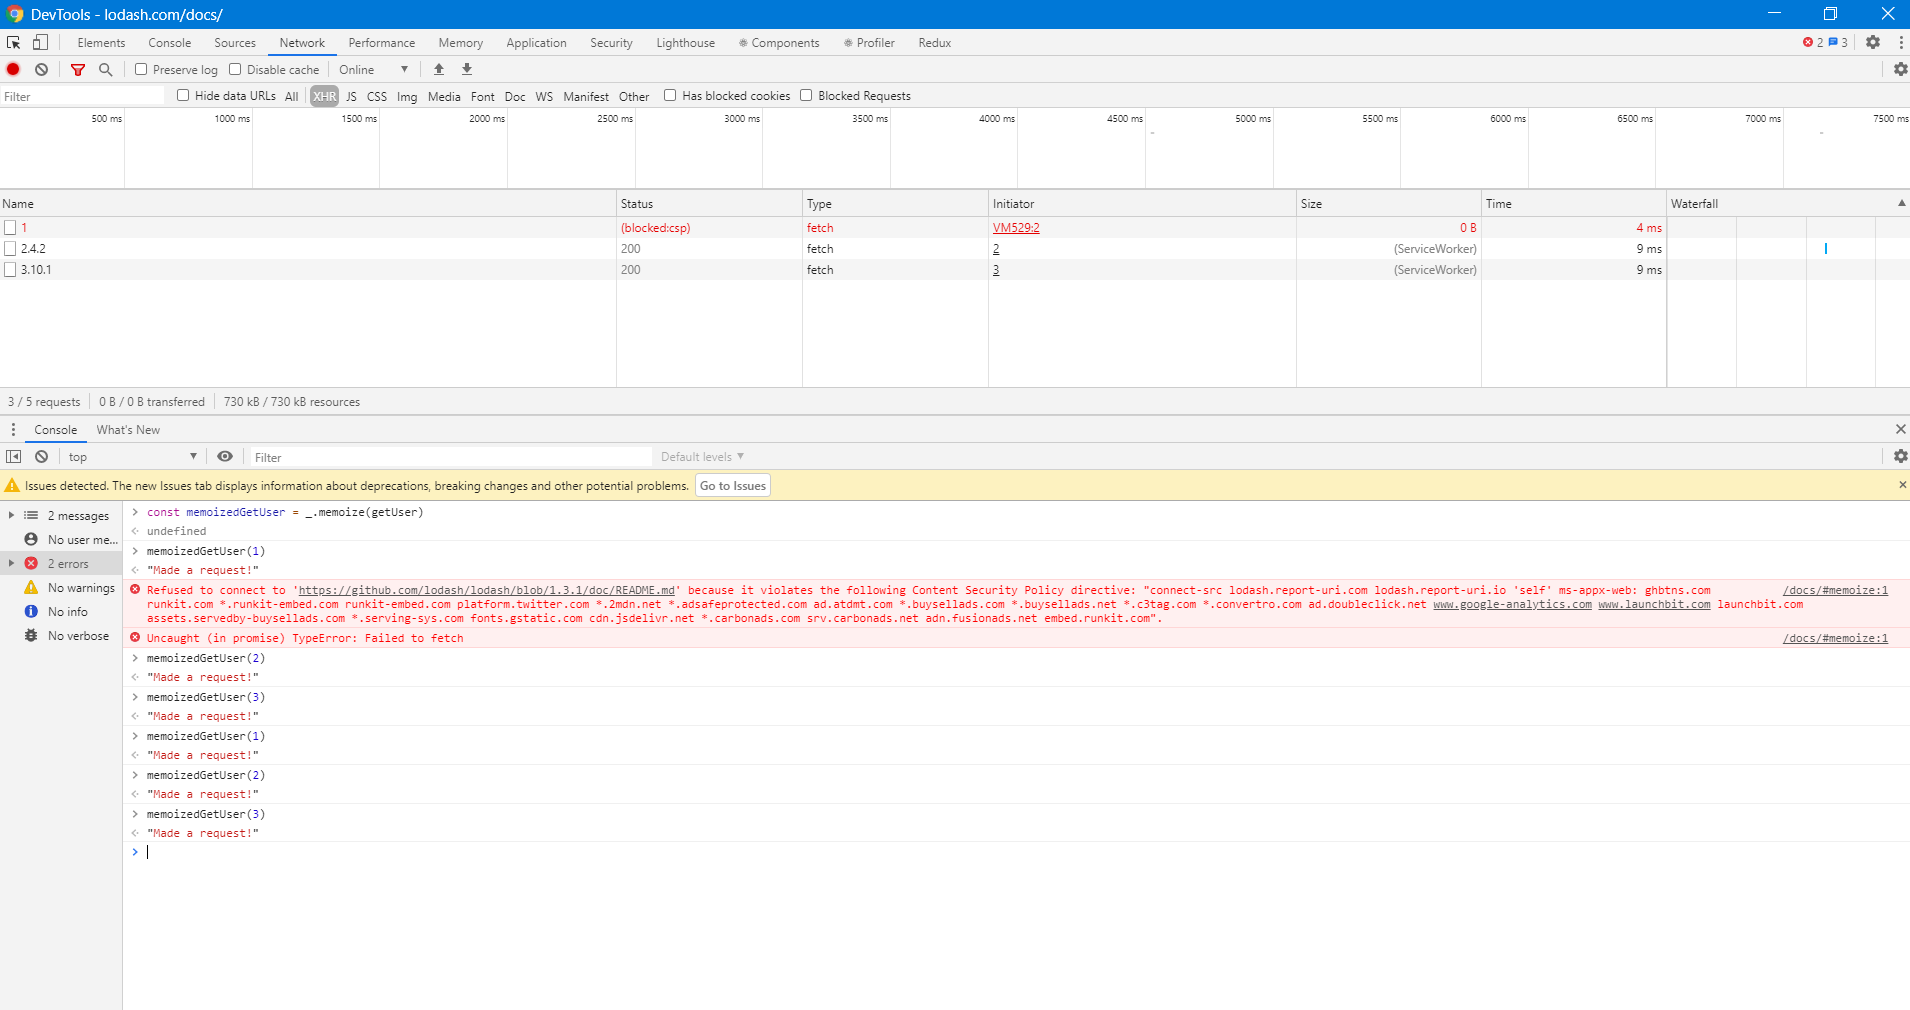 DevTools - lodash.com/docs/
Elements Console Sources Network Performance Memory Application Security Lighthouse Components Profiler Redux 2 3
Preserve log Disable cache Online
Filter Hide data URLs All XHR JS CSS Img Media Font Doc WS Manifest Other Has blocked cookies Blocked Requests
500 ms 1000 ms 1500 ms 2000 ms 2500 ms 3000 ms 3500 ms 4000 ms 4500 ms 5000 ms 5500 ms 6000 ms 6500 ms 7000 ms 7500 ms
Name Status Type Initiator Size Time Waterfall
1 (blocked:csp) fetch VM529:2 0 B 4 ms
2.4.2 200 fetch 2 (ServiceWorker) 9 ms
3.10.1 200 fetch 3 (ServiceWorker) 9 ms
3 / 5 requests 0 B / 0 B transferred 730 kB / 730 kB resources
Console What's New
top Filter Default levels
Issues detected. The new Issues tab displays information about deprecations, breaking changes and other potential problems. Go to Issues
2 messages
No user me...
2 errors
No warnings
No info
No verbose
const memoizedGetUser = _.memoize(getUser)
undefined
memoizedGetUser(1)
"Made a request!"
Refused to connect to 'https://github.com/lodash/lodash/blob/1.3.1/doc/README.md' because it violates the following Content Security Policy directive: "connect-src lodash.report-uri.com lodash.report-uri.io 'self' ms-appx-web: ghbtns.com /docs/#memoize:1
runkit.com *.runkit-embed.com runkit-embed.com platform.twitter.com *.2mdn.net *.adsafeprotected.com ad.atdmt.com *.buysellads.com *.buysellads.net *.c3tag.com *.convertro.com ad.doubleclick.net www.google-analytics.com www.launchbit.com launchbit.com
assets.servedby-buysellads.com *.serving-sys.com fonts.gstatic.com cdn.jsdelivr.net *.carbonads.com srv.carbonads.net adn.fusionads.net embed.runkit.com".
Uncaught (in promise) TypeError: Failed to fetch /docs/#memoize:1
memoizedGetUser(2)
"Made a request!"
memoizedGetUser(3)
"Made a request!"
memoizedGetUser(1)
"Made a request!"
memoizedGetUser(2)
"Made a request!"
memoizedGetUser(3)
"Made a request!"